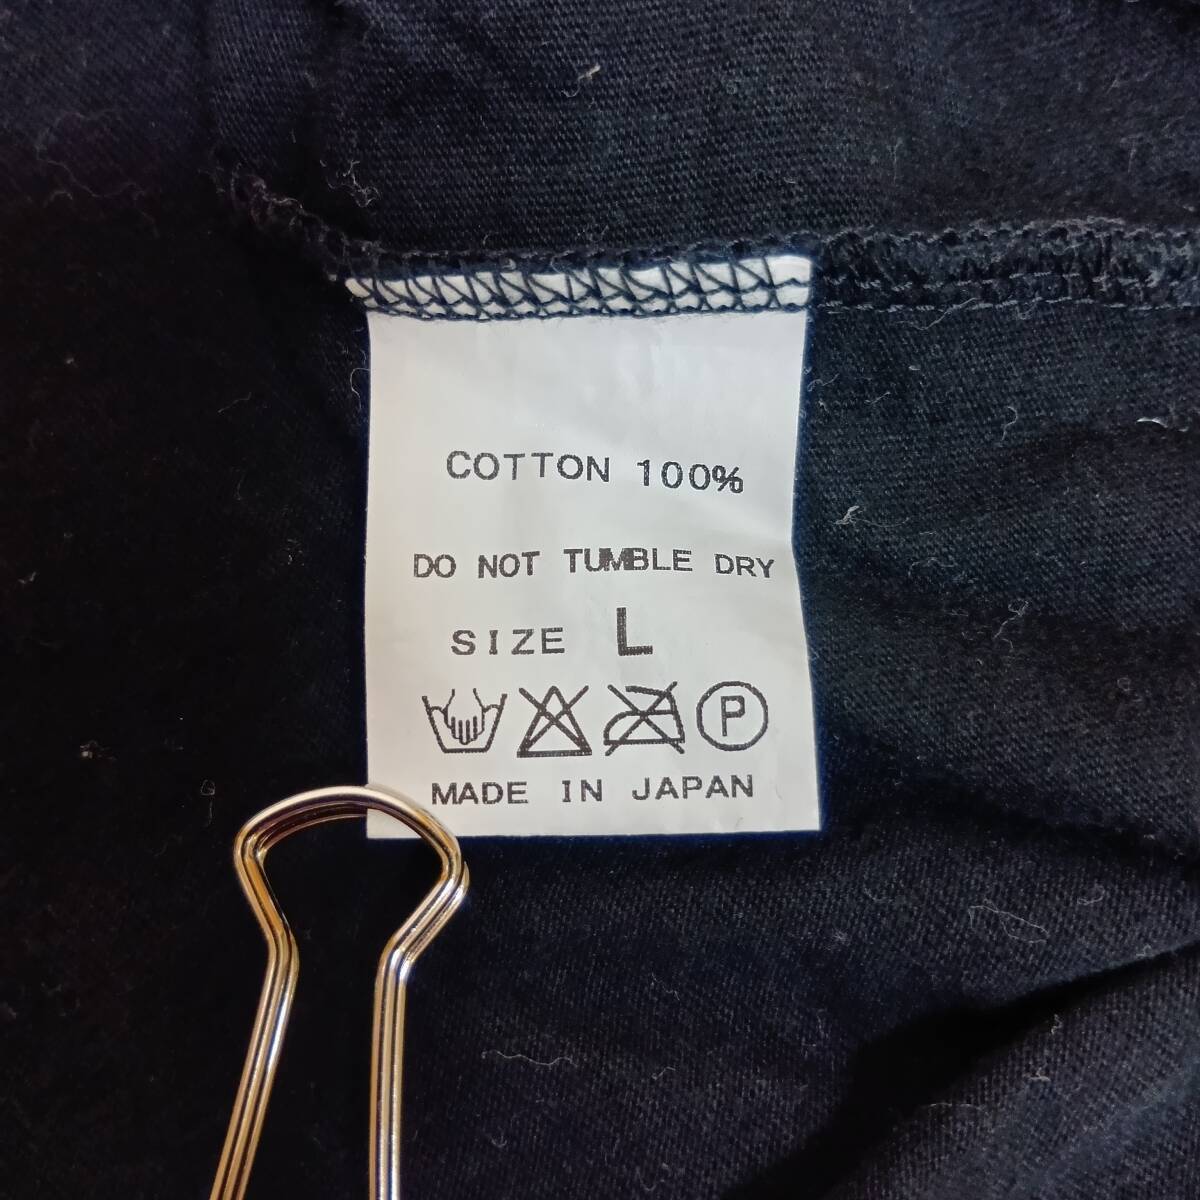 COTTON 100%
DO NOT TUMBLE DRY
SIZE L
P
MADE IN JAPAN